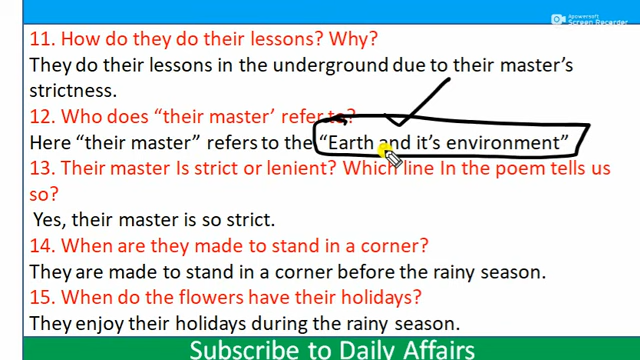 Apowersoft
Screen Recorder
11. How do they do their lessons? Why?
They do their lessons in the underground due to their master's
strictness.
12. Who does "their master' refer to?
Here "their master" refers to the "Earth and it's environment"
13. Their master Is strict or lenient? Which line In the poem tells us
so?
Yes, their master is so strict.
14. When are they made to stand in a corner?
They are made to stand in a corner before the rainy season.
15. When do the flowers have their holidays?
They enjoy their holidays during the rainy season.
Subscribe to Daily Affairs